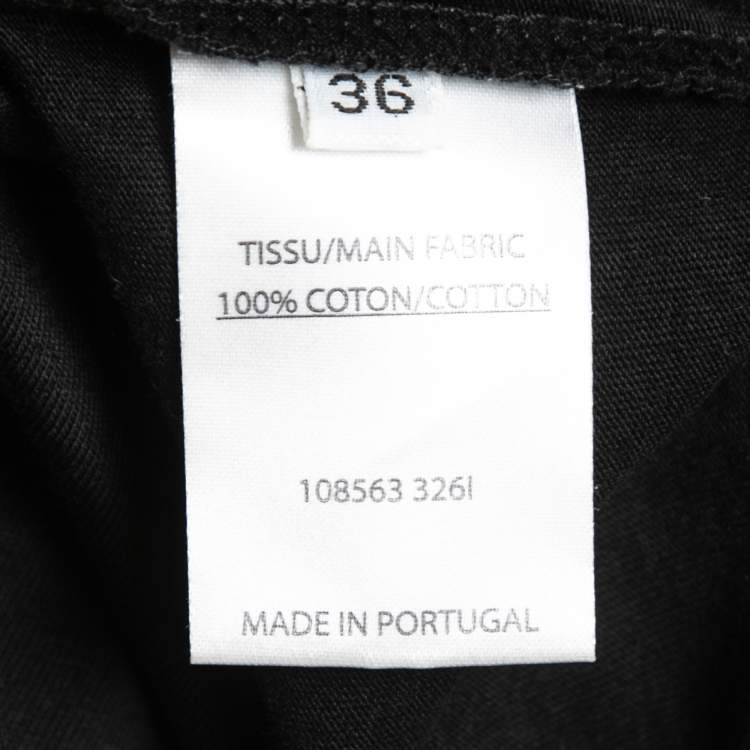 36
TISSU/MAIN FABRIC
100% COTON/COTTON
108563 326I
MADE IN PORTUGAL